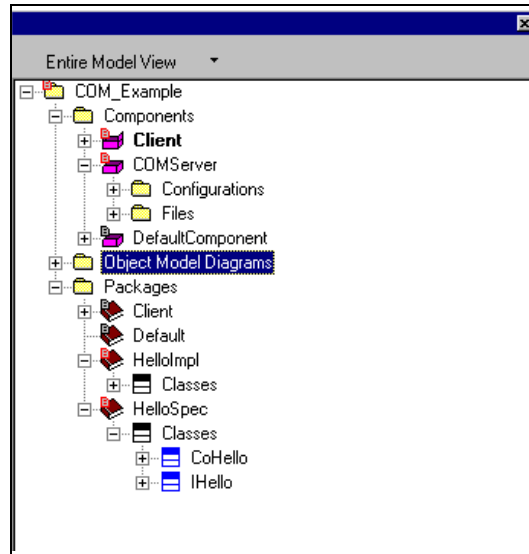 Entire Model View
COM_Example
Components
Client
COMServer
Configurations
Files
DefaultComponent
Object Model Diagrams
Packages
Client
Default
HelloImpl
Classes
HelloSpec
Classes
CoHello
IHello